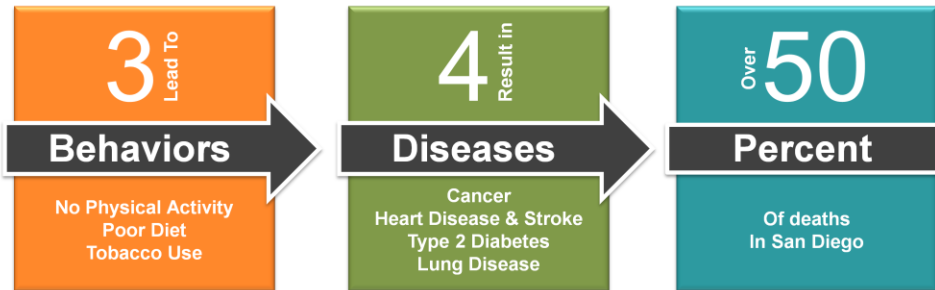 3 Lead To
Behaviors
No Physical Activity
Poor Diet
Tobacco Use
4 Result in
Diseases
Cancer
Heart Disease & Stroke
Type 2 Diabetes
Lung Disease
Over 50
Percent
Of deaths
In San Diego